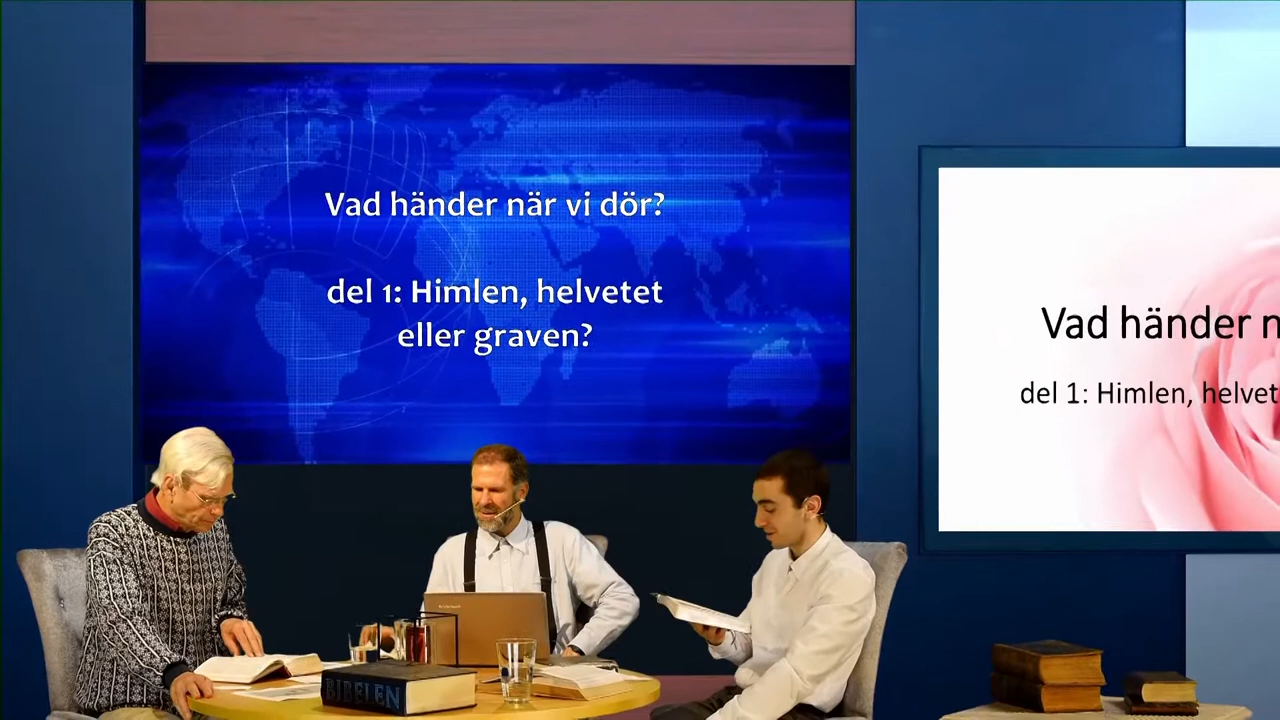 Vad händer när vi dör?
del 1: Himlen, helvetet
eller graven?
Vad händer n
del 1: Himlen, helvet
BIBELEN